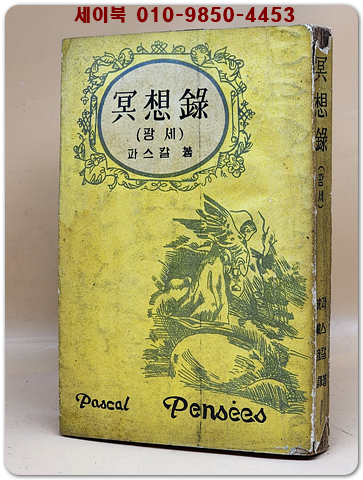 세이북 010-9850-4453
冥想錄
(팡세)
파스칼 著
Pascal Pensées
冥想錄
(팡세)